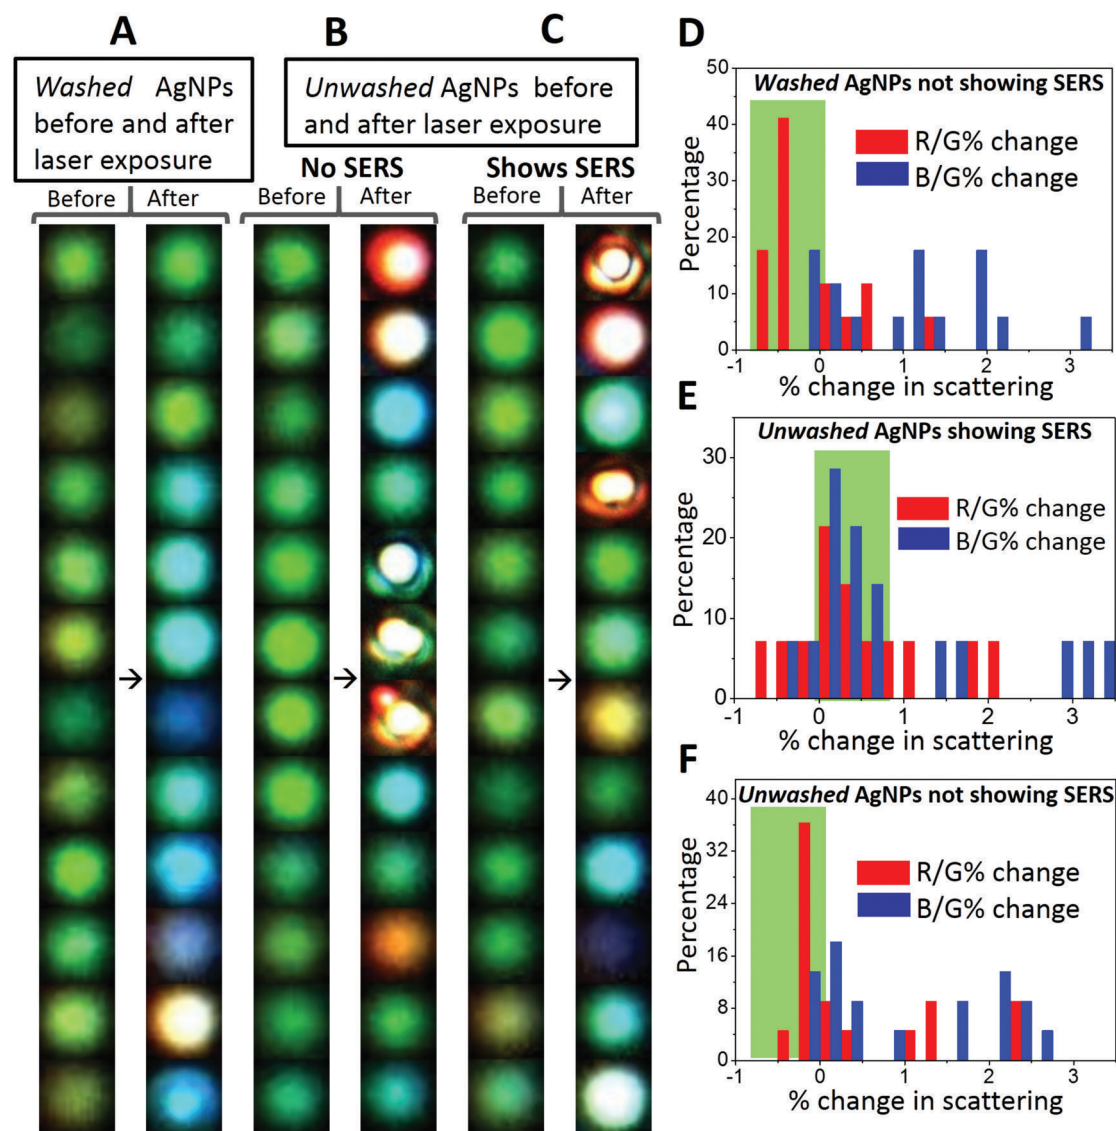 A
B
C
Washed AgNPs
before and after
laser exposure
Unwashed AgNPs before
and after laser exposure
No SERS
Shows SERS
Before
After
Before
After
Before
After
→
→
→
D
Washed AgNPs not showing SERS
R/G% change
B/G% change
Percentage
50
40
30
20
10
0
-1
0
1
2
3
% change in scattering
E
Unwashed AgNPs showing SERS
R/G% change
B/G% change
Percentage
30
20
10
0
-1
0
1
2
3
% change in scattering
F
Unwashed AgNPs not showing SERS
R/G% change
B/G% change
Percentage
40
32
24
16
8
0
-1
0
1
2
3
% change in scattering